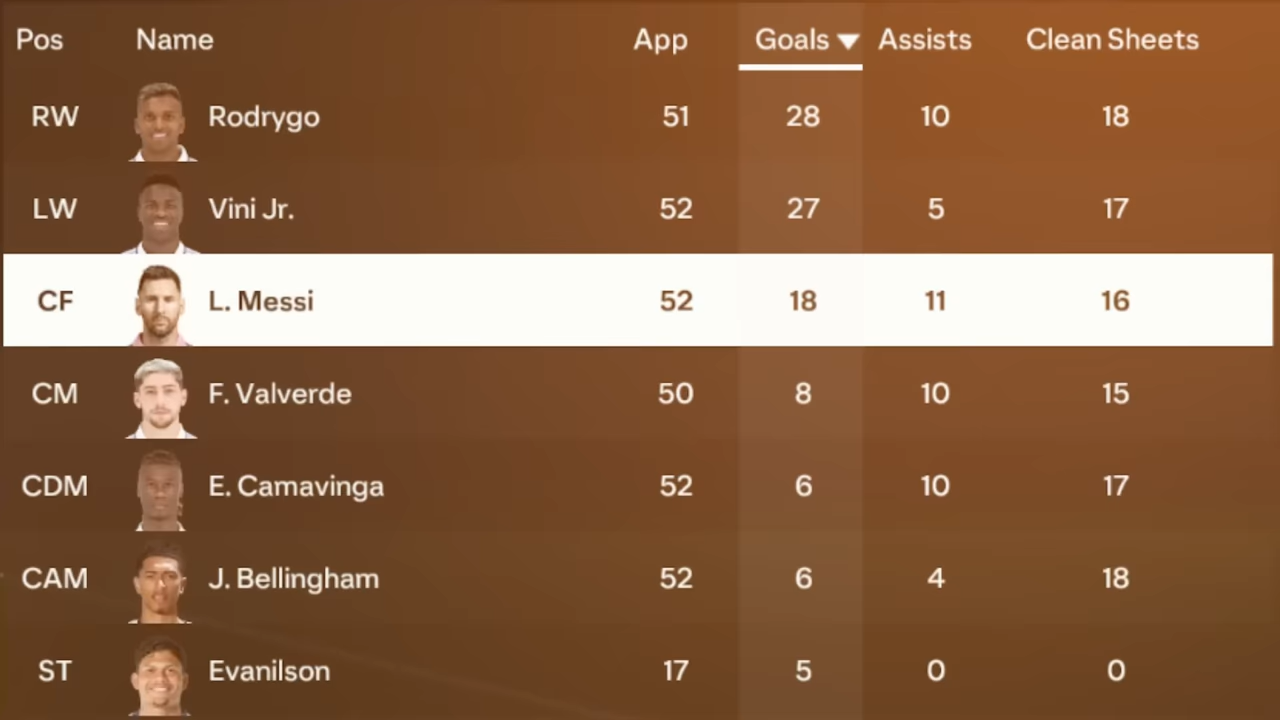 Pos Name App Goals ▼ Assists Clean Sheets
RW Rodrygo 51 28 10 18
LW Vini Jr. 52 27 5 17
CF L. Messi 52 18 11 16
CM F. Valverde 50 8 10 15
CDM E. Camavinga 52 6 10 17
CAM J. Bellingham 52 6 4 18
ST Evanilson 17 5 0 0